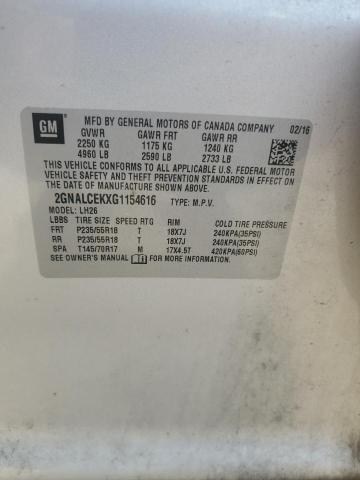 GM
MFD BY GENERAL MOTORS OF CANADA COMPANY 02/16
GVWR GAWR FRT GAWR RR
2250 KG 1175 KG 1240 KG
4960 LB 2590 LB 2733 LB
THIS VEHICLE CONFORMS TO ALL APPLICABLE U.S. FEDERAL MOTOR
VEHICLE SAFETY AND THEFT PREVENTION STANDARDS IN EFFECT
ON THE DATE OF MANUFACTURE SHOWN ABOVE.
2GNALCEKXG1154616 TYPE: M.P.V.
MODEL: LH26
LBBS TIRE SIZE SPEED RTG RIM COLD TIRE PRESSURE
FRT P235/55R18 T 18X7J 240KPA(35PSI)
RR P235/55R18 T 18X7J 240KPA(35PSI)
SPA T145/70R17 M 17X4.5T 420KPA(60PSI)
SEE OWNER'S MANUAL FOR MORE INFORMATION.